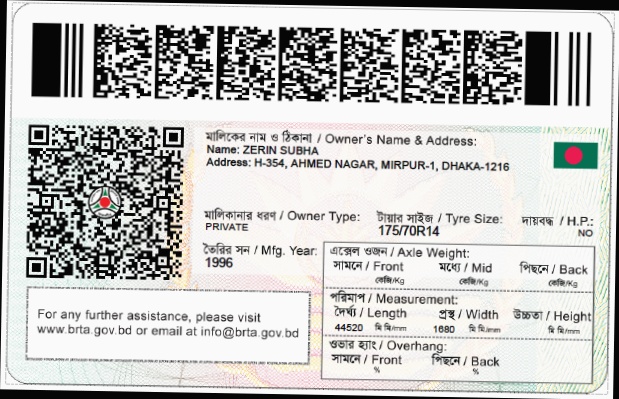 মালিকের নাম ও ঠিকানা / Owner's Name & Address:
Name: ZERIN SUBHA
Address: H-354, AHMED NAGAR, MIRPUR-1, DHAKA-1216
মালিকানার ধরণ / Owner Type: টায়ার সাইজ / Tyre Size: দায়বদ্ধ / H.P.:
PRIVATE 175/70R14 NO
তৈরির সন / Mfg. Year: এক্সেল ওজন / Axle Weight:
1996 সামনে / Front মধ্যে / Mid পিছনে / Back
কেজি/Kg কেজি/Kg কেজি/Kg
পরিমাপ / Measurement:
দৈর্ঘ্য / Length প্রস্থ / Width উচ্চতা / Height
44520 মি মি/mm 1680 মি মি/mm মি মি/mm
ওভার হ্যাং / Overhang:
সামনে / Front পিছনে / Back
% %
For any further assistance, please visit
www.brta.gov.bd or email at info@brta.gov.bd